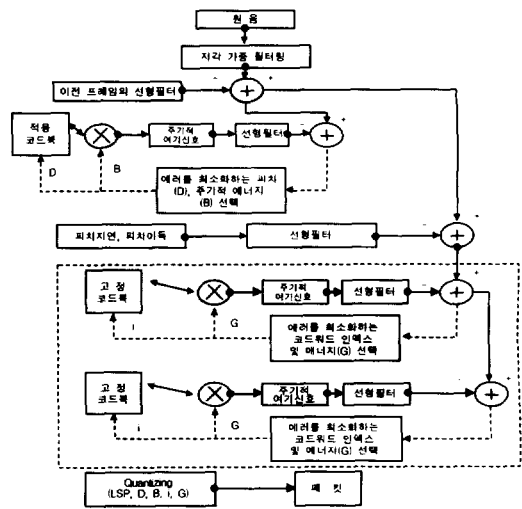 원 음
지각 가중 필터링
이전 프레임의 선형필터
적응
코드북
주기적
여기신호
선형필터
D
B
에러를 최소화하는 피치
(D), 주기적 에너지
(B) 선택
피치지연, 피치이득
선형필터
고 정
코드북
주기적
여기신호
선형필터
i
G
에러를 최소화하는
코드워드 인덱스
및 에너지(G) 선택
고 정
코드북
주기적
여기신호
선형필터
i
G
에러를 최소화하는
코드워드 인덱스
및 에너지(G) 선택
Quantizing
(LSP, D, B, i, G)
패 킷